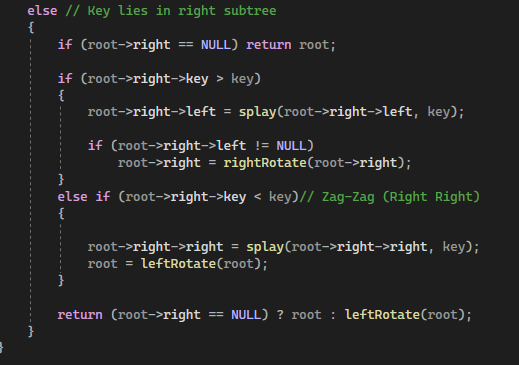 else // Key lies in right subtree
{
if (root->right == NULL) return root;
if (root->right->key > key)
{
root->right->left = splay(root->right->left, key);
if (root->right->left != NULL)
root->right = rightRotate(root->right);
}
else if (root->right->key < key)// Zag-Zag (Right Right)
{
root->right->right = splay(root->right->right, key);
root = leftRotate(root);
}
return (root->right == NULL) ? root : leftRotate(root);
}
}